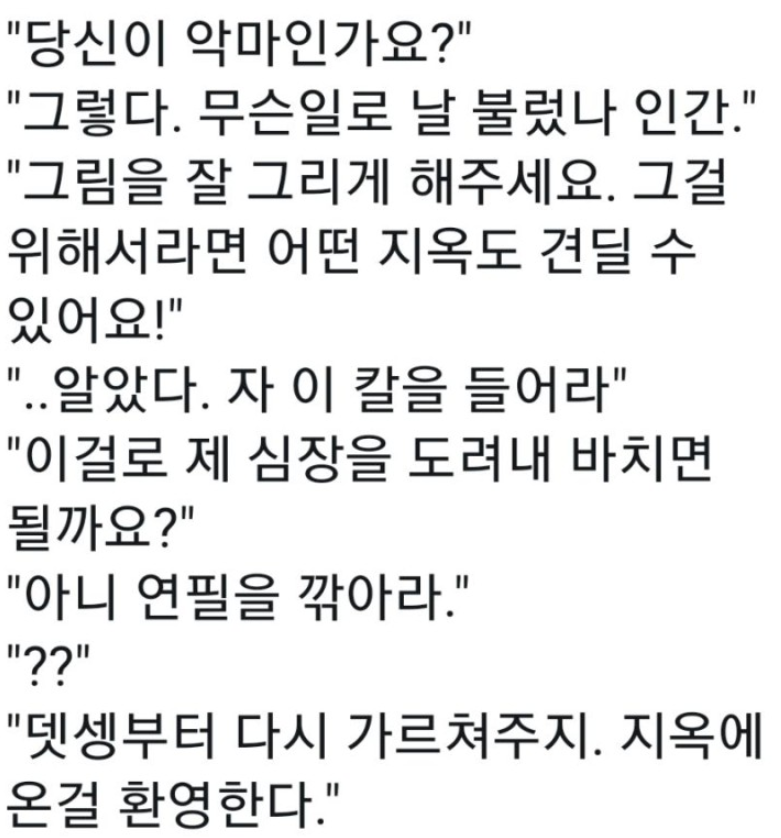 "당신이 악마인가요?"
"그렇다. 무슨일로 날 불렀나 인간."
"그림을 잘 그리게 해주세요. 그걸
위해서라면 어떤 지옥도 견딜 수
있어요!"
"..알았다. 자 이 칼을 들어라"
"이걸로 제 심장을 도려내 바치면
될까요?"
"아니 연필을 깎아라."
"??"
"뎃셍부터 다시 가르쳐주지. 지옥에
온걸 환영한다."